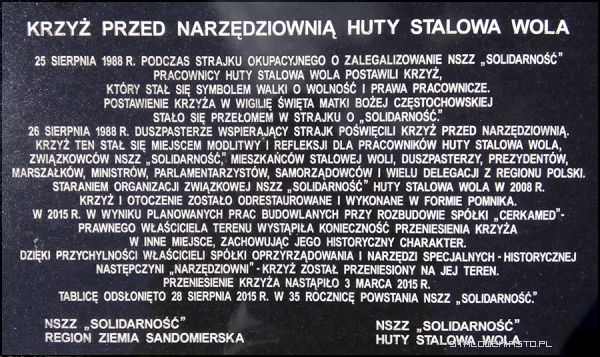 KRZYŻ PRZED NARZĘDZIOWNIĄ HUTY STALOWA WOLA
25 SIERPNIA 1988 R. PODCZAS STRAJKU OKUPACYJNEGO O ZALEGALIZOWANIE NSZZ „SOLIDARNOŚĆ”
PRACOWNICY HUTY STALOWA WOLA POSTAWILI KRZYŻ,
KTÓRY STAŁ SIĘ SYMBOLEM WALKI O WOLNOŚĆ I PRAWA PRACOWNICZE.
POSTAWIENIE KRZYŻA W WIGILIĘ ŚWIĘTA MATKI BOŻEJ CZĘSTOCHOWSKIEJ
STAŁO SIĘ PRZEŁOMEM W STRAJKU O „SOLIDARNOŚĆ.”
26 SIERPNIA 1988 R. DUSZPASTERZE WSPIERAJĄCY STRAJK POŚWIĘCILI KRZYŻ PRZED NARZĘDZIOWNIĄ.
KRZYŻ TEN STAŁ SIĘ MIEJSCEM MODLITWY I REFLEKSJI DLA PRACOWNIKÓW HUTY STALOWA WOLA,
ZWIĄZKOWCÓW NSZZ „SOLIDARNOŚĆ,” MIESZKAŃCÓW STALOWEJ WOLI, DUSZPASTERZY, PREZYDENTÓW,
MARSZAŁKÓW, MINISTRÓW, PARLAMENTARZYSTÓW, SAMORZĄDOWCÓW I WIELU DELEGACJI Z REGIONU POLSKI.
STARANIEM ORGANIZACJI ZWIĄZKOWEJ NSZZ „SOLIDARNOŚĆ” HUTY STALOWA WOLA W 2008 R.
KRZYŻ I OTOCZENIE ZOSTAŁO ODRESTAUROWANE I WYKONANE W FORMIE POMNIKA.
W 2015 R. W WYNIKU PLANOWANYCH PRAC BUDOWLANYCH PRZY ROZBUDOWIE SPÓŁKI „CERKAMED”-
PRAWNEGO WŁAŚCICIELA TERENU WYSTĄPIŁA KONIECZNOŚĆ PRZENIESIENIA KRZYŻA
W INNE MIEJSCE, ZACHOWUJĄC JEGO HISTORYCZNY CHARAKTER.
DZIĘKI PRZYCHYLNOŚCI WŁAŚCICIELI SPÓŁKI OPRZYRZĄDOWANIA I NARZĘDZI SPECJALNYCH - HISTORYCZNEJ
NASTĘPCZYNI „NARZĘDZIOWNI” - KRZYŻ ZOSTAŁ PRZENIESIONY NA JEJ TEREN.
PRZENIESIENIE KRZYŻA NASTĄPIŁO 3 MARCA 2015 R.
TABLICĘ ODSŁONIĘTO 28 SIERPNIA 2015 R. W 35 ROCZNICĘ POWSTANIA NSZZ „SOLIDARNOŚĆ.”
NSZZ „SOLIDARNOŚĆ”
REGION ZIEMIA SANDOMIERSKA
NSZZ „SOLIDARNOŚĆ”
HUTY STALOWA WOLA
STALOWEMIASTO.PL